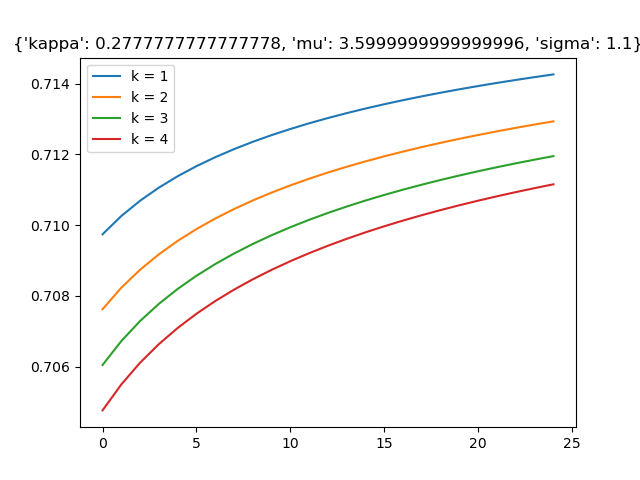 {'kappa': 0.2777777777777778, 'mu': 3.5999999999999996, 'sigma': 1.1}
k = 1
k = 2
k = 3
k = 4
0.714
0.712
0.710
0.708
0.706
0 5 10 15 20 25